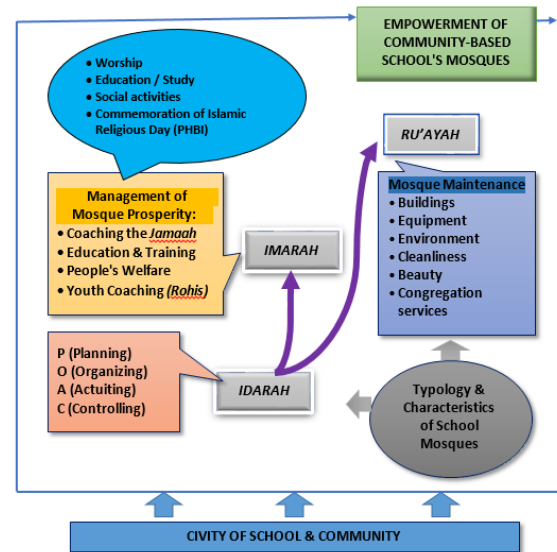 EMPOWERMENT OF
COMMUNITY-BASED
SCHOOL'S MOSQUES
• Worship
• Education / Study
• Social activities
• Commemoration of Islamic
Religious Day (PHBI)
RU'AYAH
Management of
Mosque Prosperity:
• Coaching the Jamaah
• Education & Training
• People's Welfare
• Youth Coaching (Rohis)
IMARAH
Mosque Maintenance
• Buildings
• Equipment
• Environment
• Cleanliness
• Beauty
• Congregation
services
P (Planning)
O (Organizing)
A (Actuiting)
C (Controlling)
IDARAH
Typology &
Characteristics
of School
Mosques
CIVITY OF SCHOOL & COMMUNITY